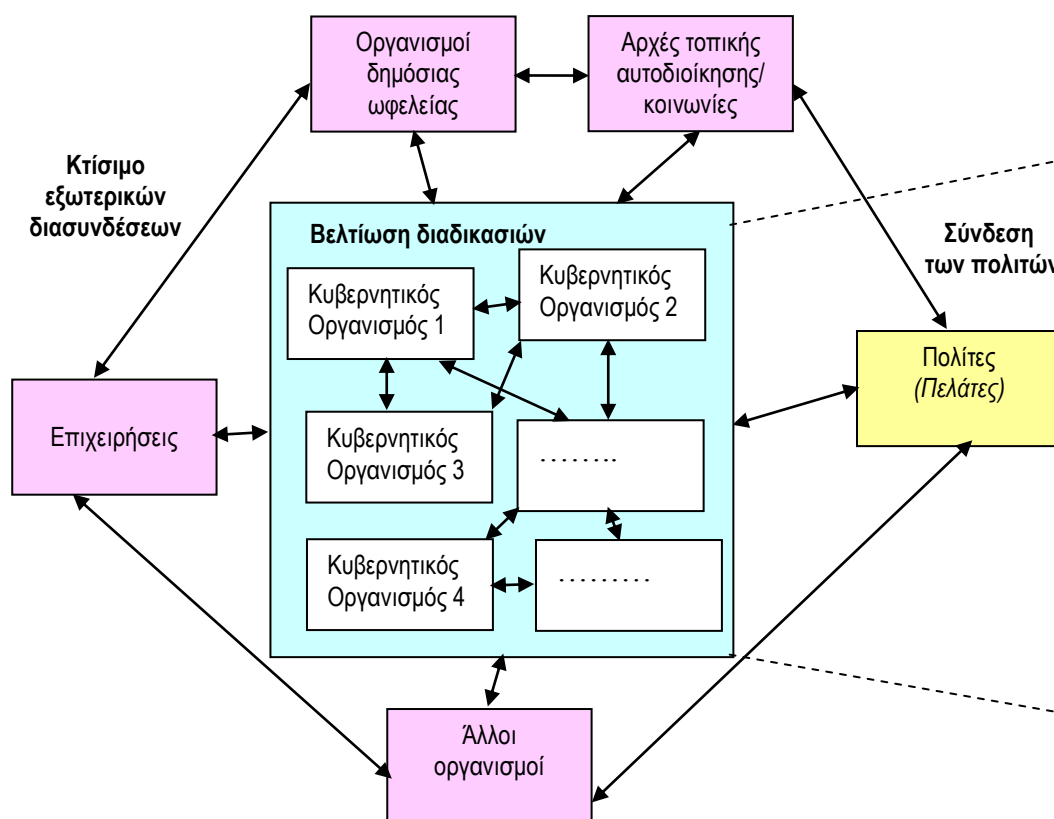 Οργανισμοί
δημόσιας
ωφελείας
Αρχές τοπικής
αυτοδιοίκησης/
κοινωνίες
Κτίσιμο
εξωτερικών
διασυνδέσεων
Σύνδεση
των πολιτών
Βελτίωση διαδικασιών
Κυβερνητικός
Οργανισμός 1
Κυβερνητικός
Οργανισμός 2
Πολίτες
(Πελάτες)
Επιχειρήσεις
Κυβερνητικός
Οργανισμός 3
. . . . . . . .
Κυβερνητικός
Οργανισμός 4
. . . . . . . . .
Άλλοι
οργανισμοί